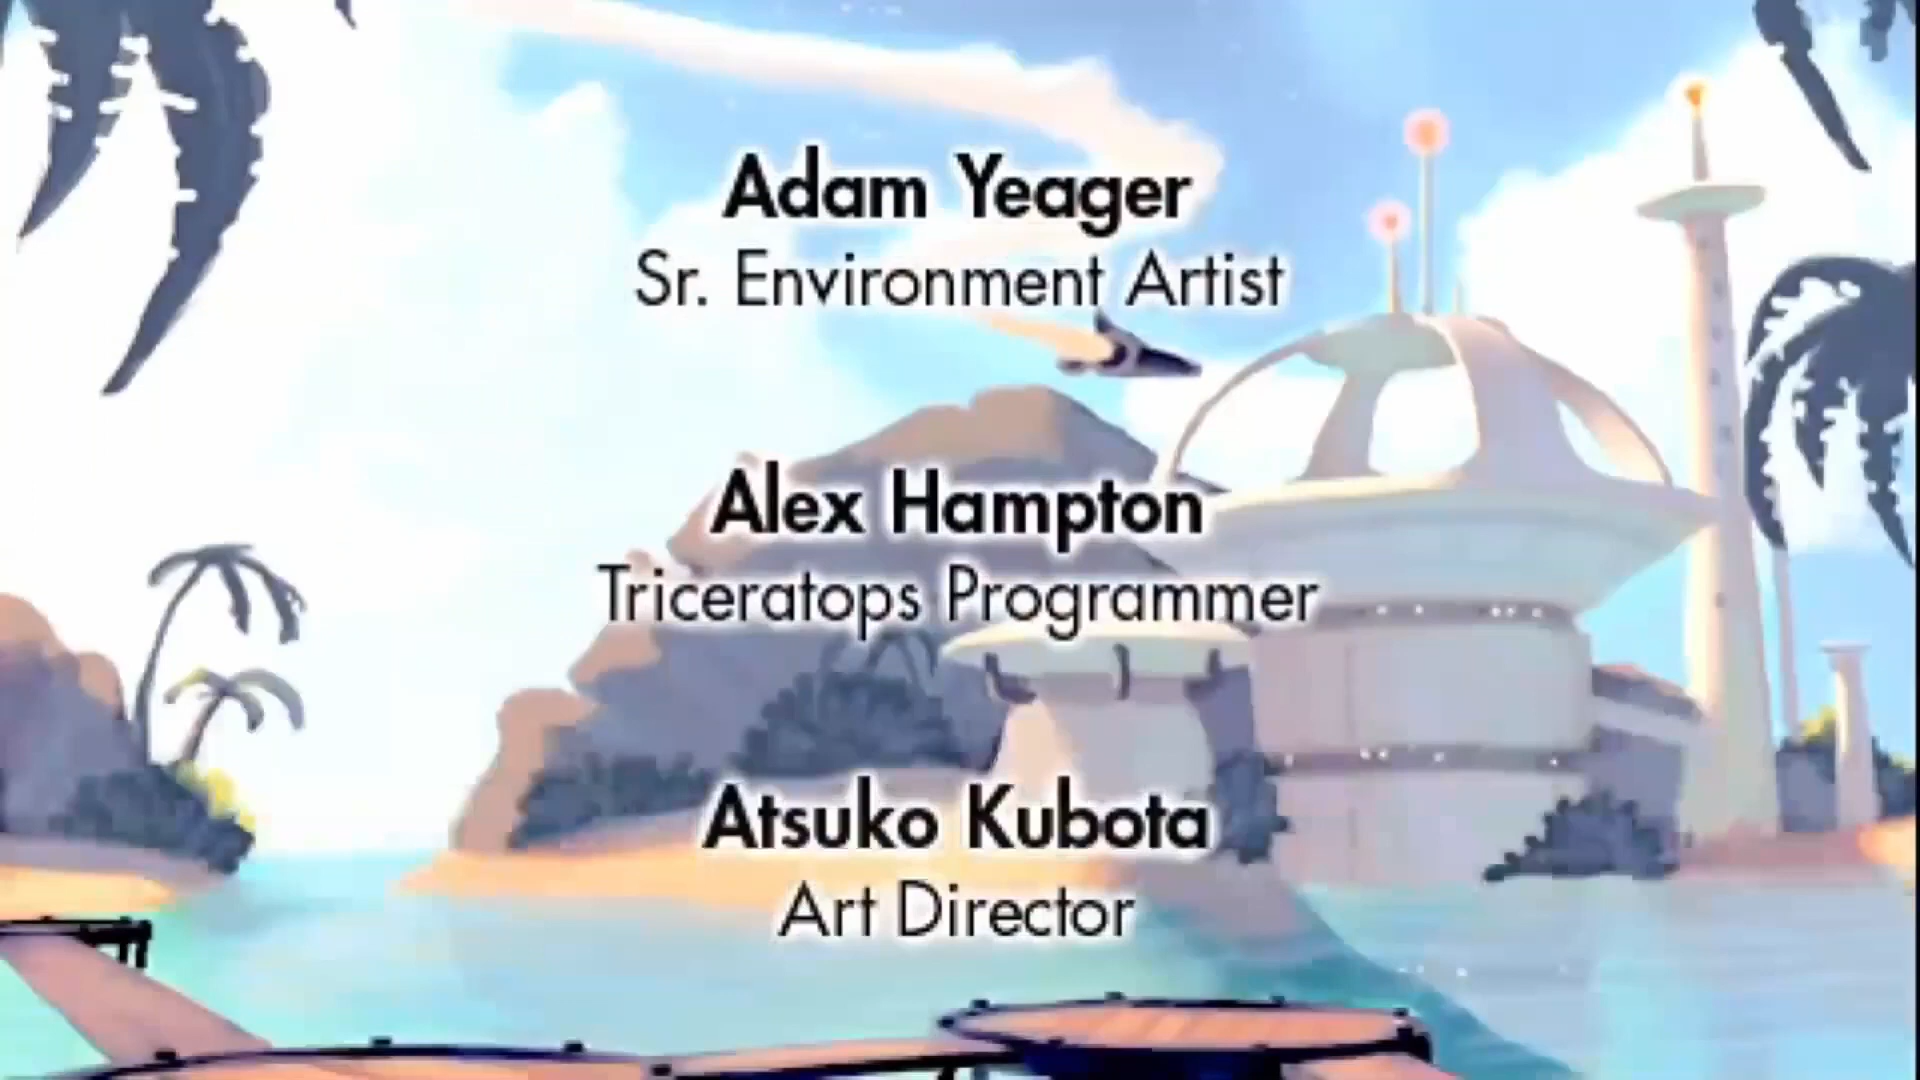 Adam Yeager
Sr. Environment Artist
Alex Hampton
Triceratops Programmer
Atsuko Kubota
Art Director